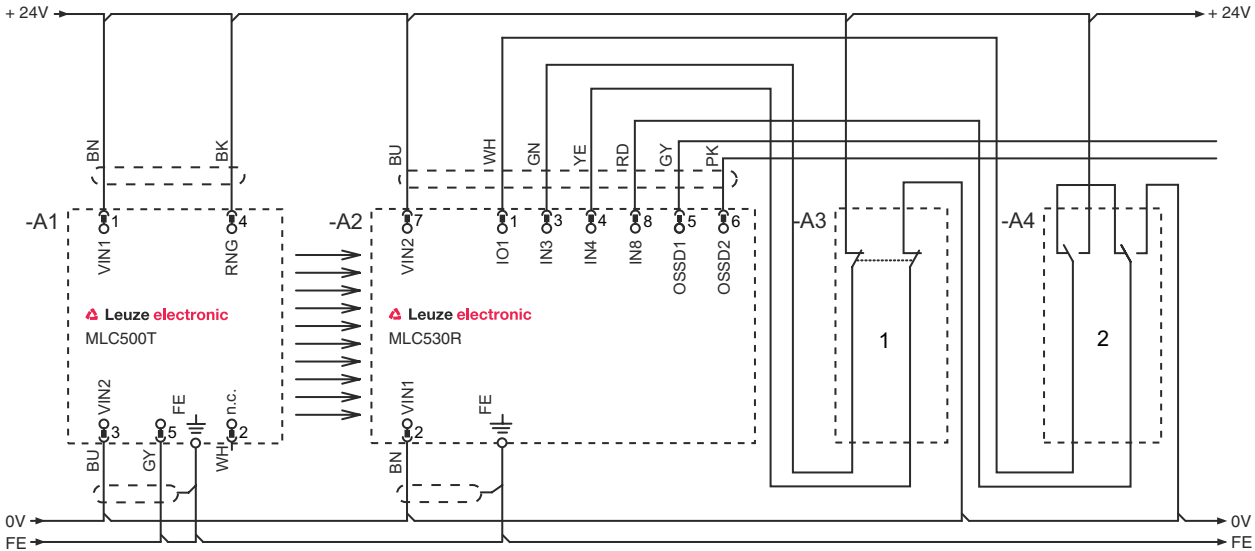 + 24V
+ 24V
BN
BK
BU
WH
GN
YE
RD
GY
PK
-A1
1
4
-A2
7
1
3
4
8
5
6
-A3
-A4
VIN1
RNG
VIN2
IO1
IN3
IN4
IN8
OSSD1
OSSD2
Leuze electronic
MLC500T
Leuze electronic
MLC530R
1
2
VIN2
FE
n.c.
VIN1
FE
3
5
2
2
BU
GY
WH
BN
0V
0V
FE
FE